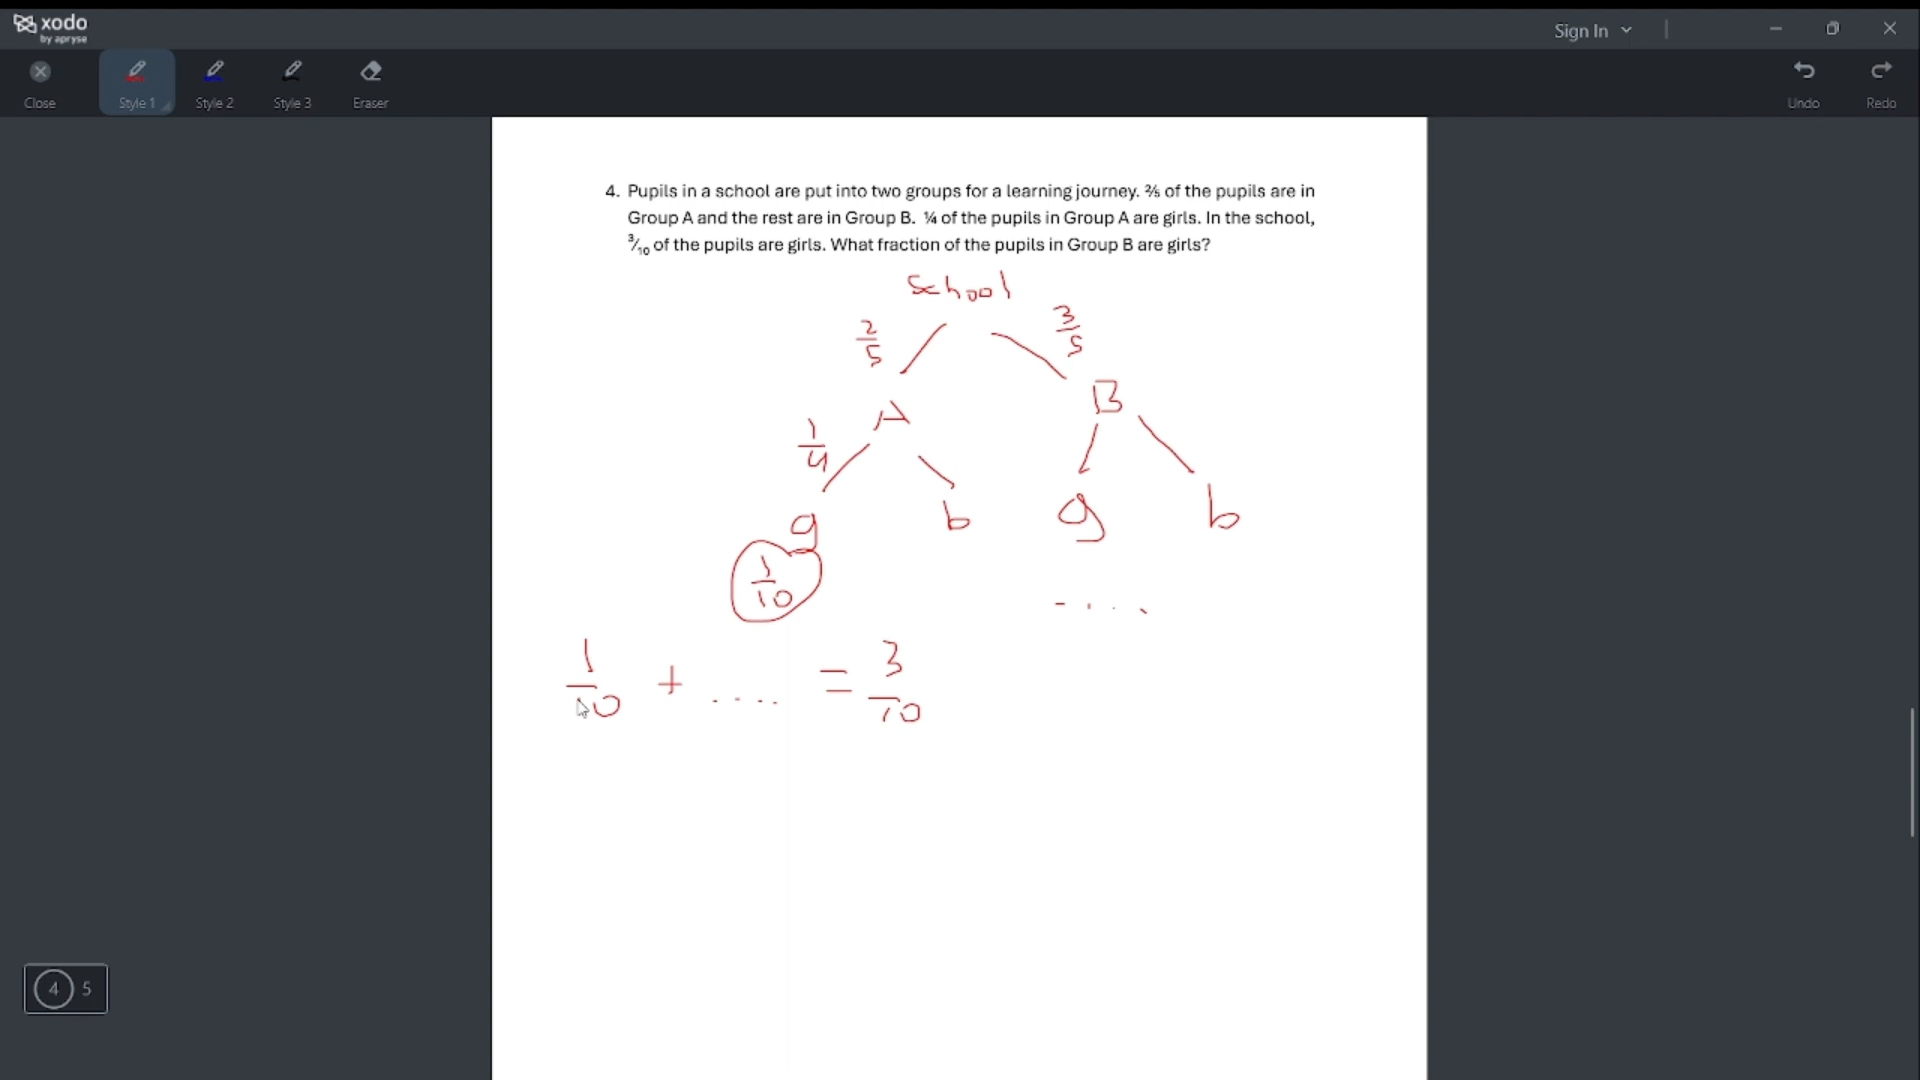 xodo
by apryse
Sign In
Close
Style 1
Style 2
Style 3
Eraser
Undo
Redo
4. Pupils in a school are put into two groups for a learning journey. ⅖ of the pupils are in
Group A and the rest are in Group B. ¼ of the pupils in Group A are girls. In the school,
³⁄₁₀ of the pupils are girls. What fraction of the pupils in Group B are girls?
school
2/5
3/5
A
B
1/4
g
b
g
b
1/10
....
1/10 + .... = 3/10
4 5